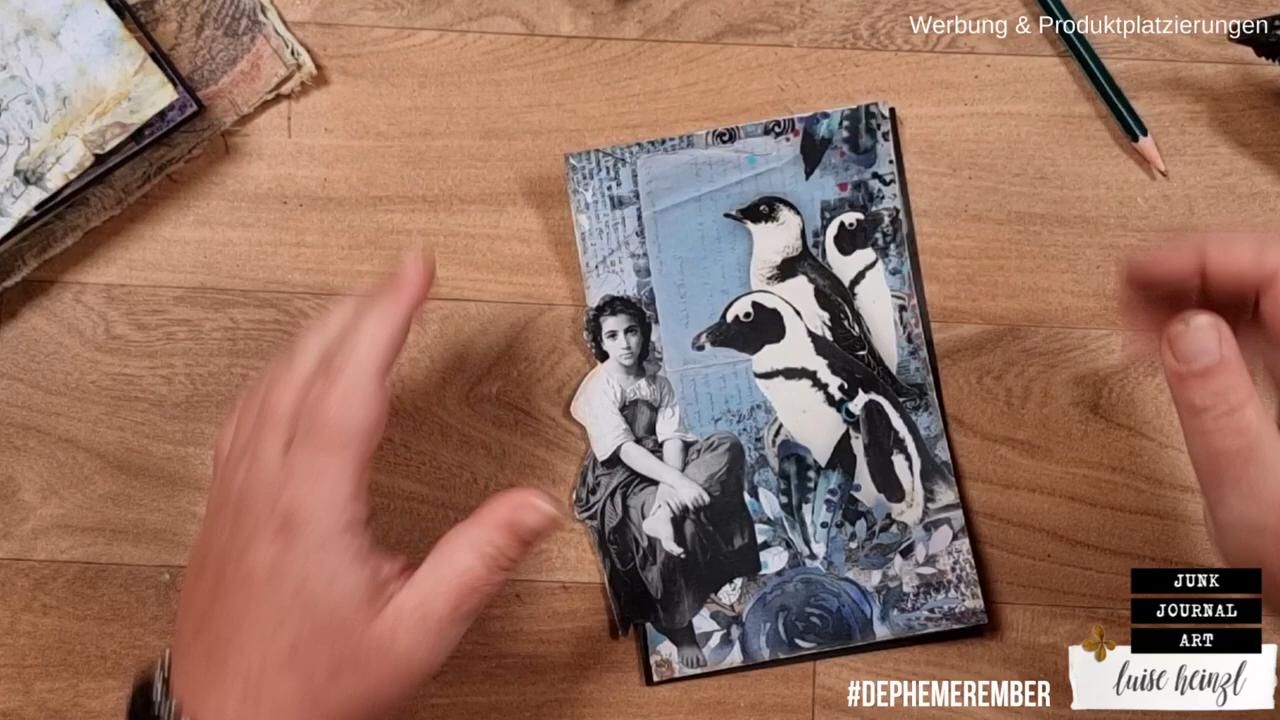 Werbung & Produktplatzierungen
JUNK
JOURNAL
ART
luise heinzl
#DEPHEMEREMBER